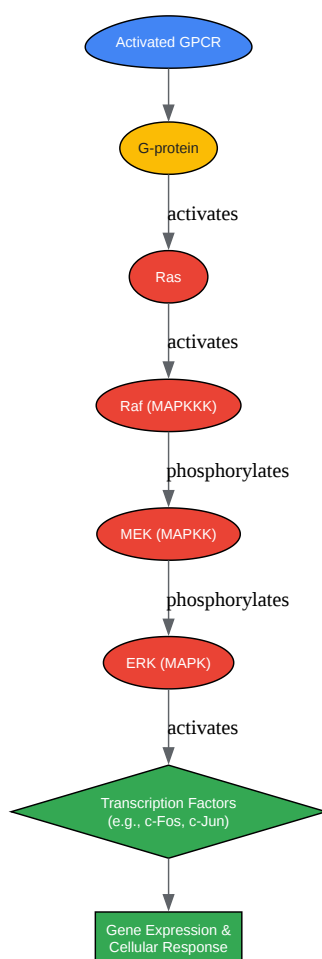 Activated GPCR
G-protein
activates
Ras
activates
Raf (MAPKKK)
phosphorylates
MEK (MAPKK)
phosphorylates
ERK (MAPK)
activates
Transcription Factors
(e.g., c-Fos, c-Jun)
Gene Expression &
Cellular Response